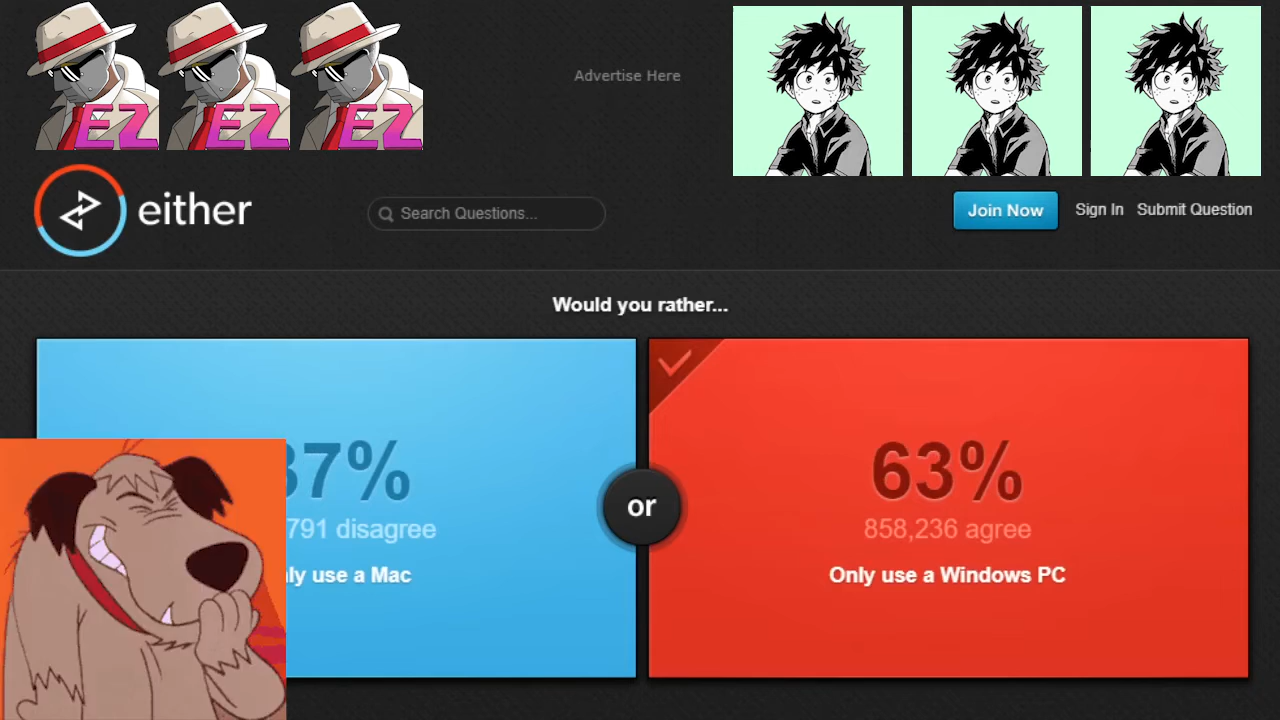 EZ EZ EZ
Advertise Here
either
Search Questions...
Join Now
Sign In
Submit Question
Would you rather...
37%
791 disagree
use a Mac
or
63%
858,236 agree
Only use a Windows PC